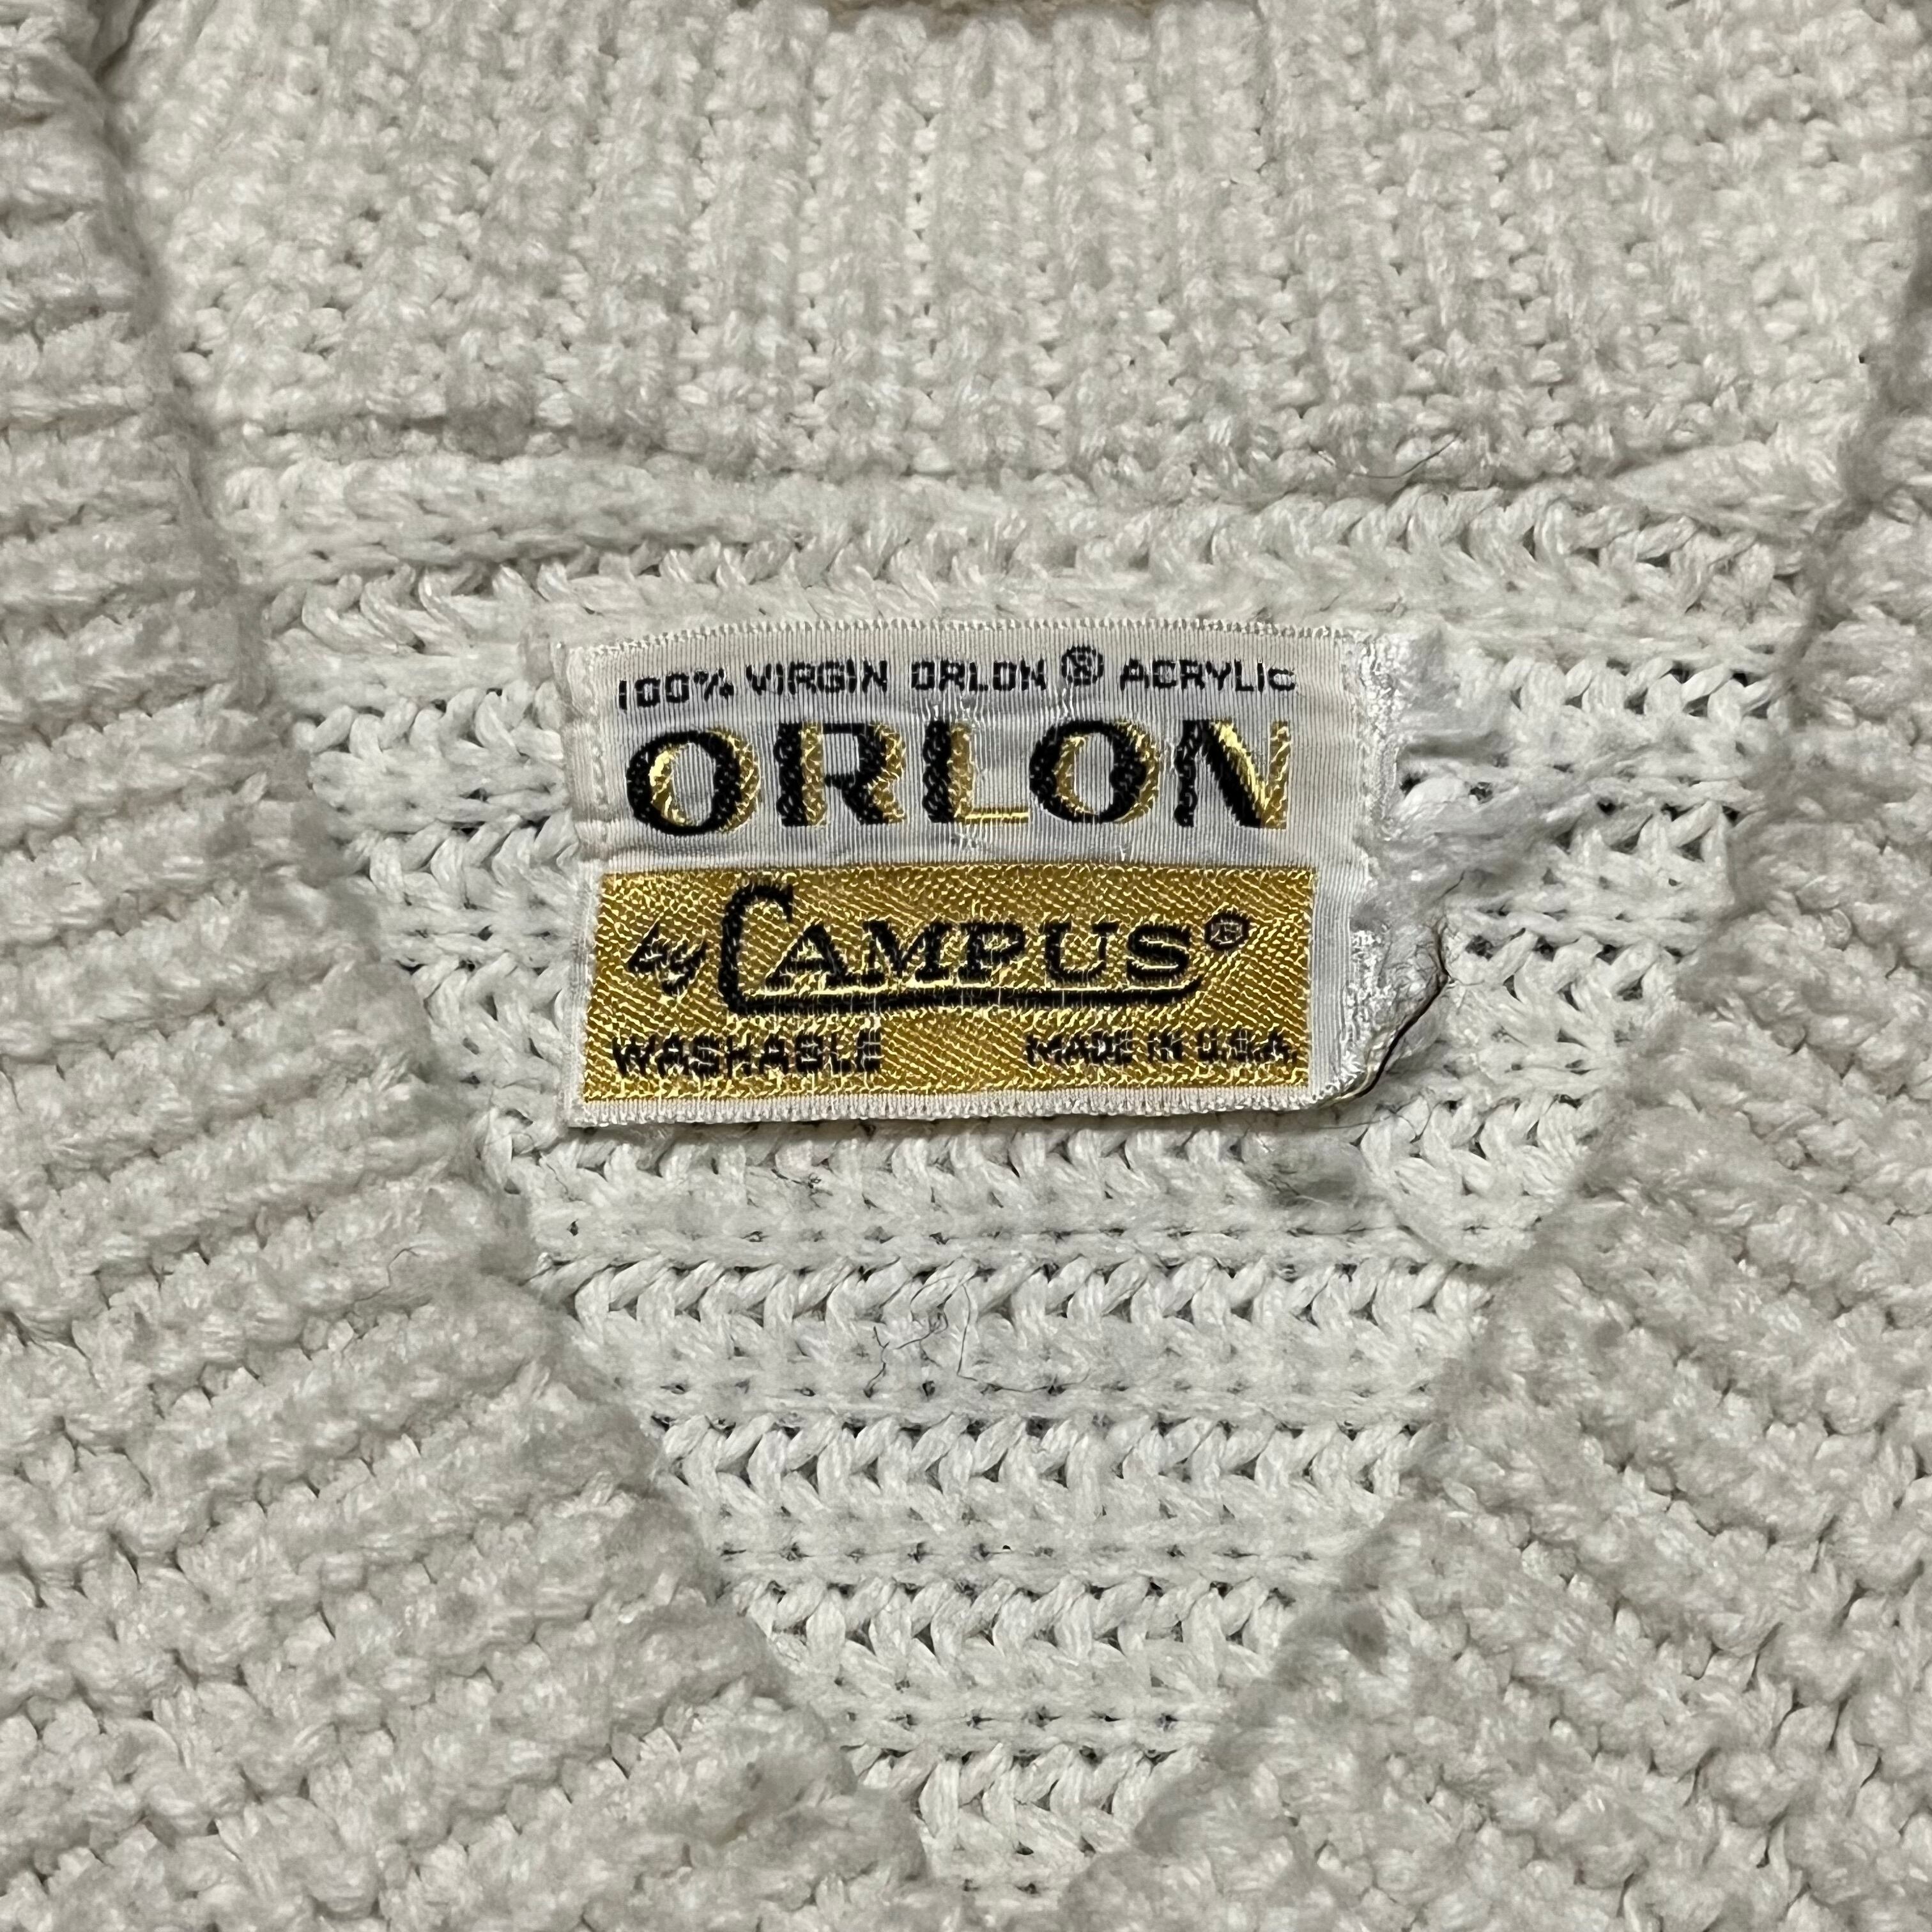 100% VIRGIN ORLON® ACRYLIC
ORLON
by CAMPUS®
WASHABLE MADE IN U.S.A.